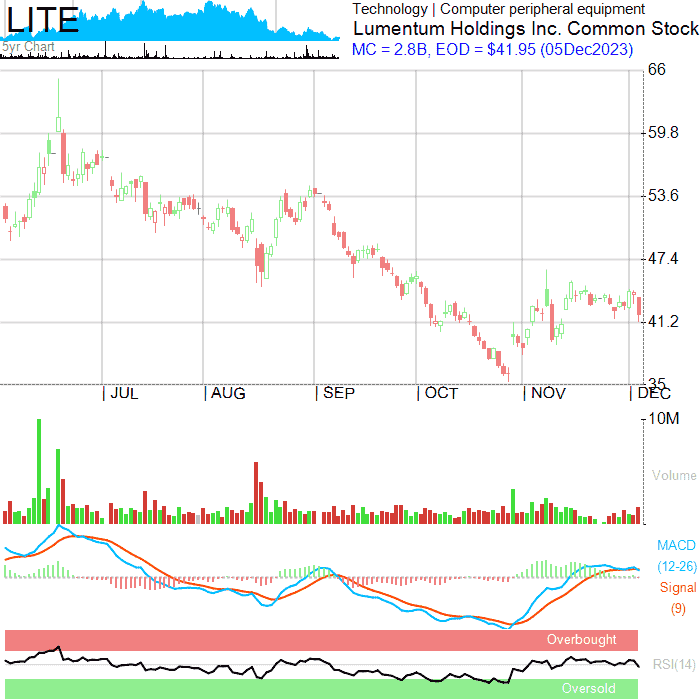 LITE
5yr Chart
Technology | Computer peripheral equipment
Lumentum Holdings Inc. Common Stock
MC = 2.8B, EOD = $41.95 (05Dec2023)
66
59.8
53.6
47.4
41.2
35
JUL
AUG
SEP
OCT
NOV
DEC
10M
Volume
MACD
(12-26)
Signal
(9)
Overbought
RSI(14)
Oversold